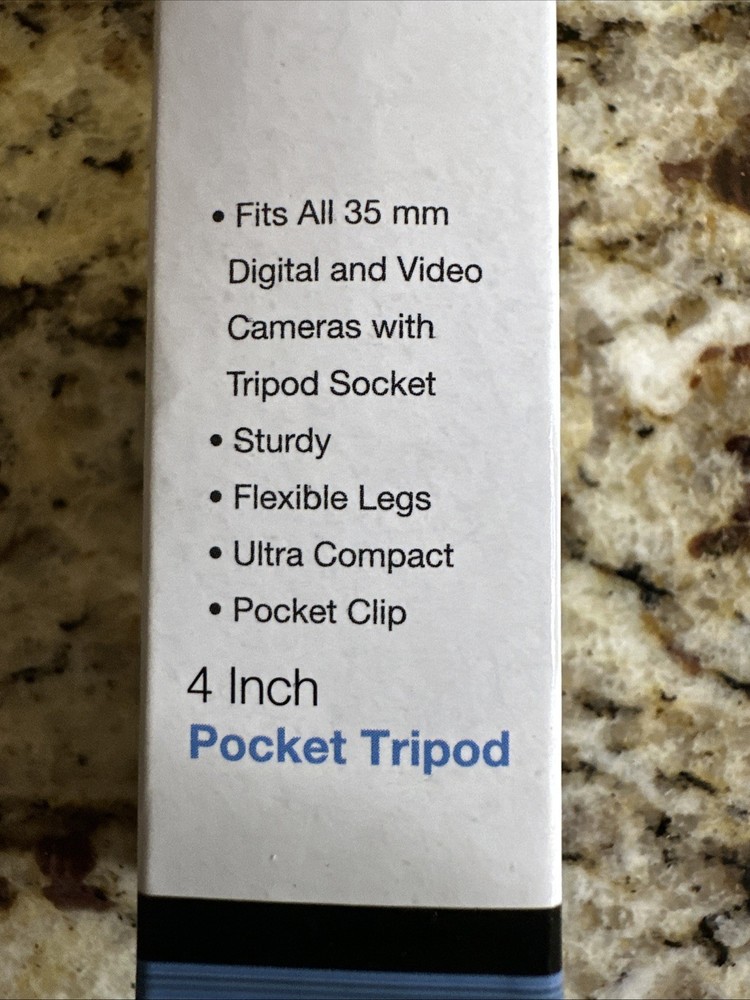 • Fits All 35 mm
Digital and Video
Cameras with
Tripod Socket
• Sturdy
• Flexible Legs
• Ultra Compact
• Pocket Clip
4 Inch
Pocket Tripod